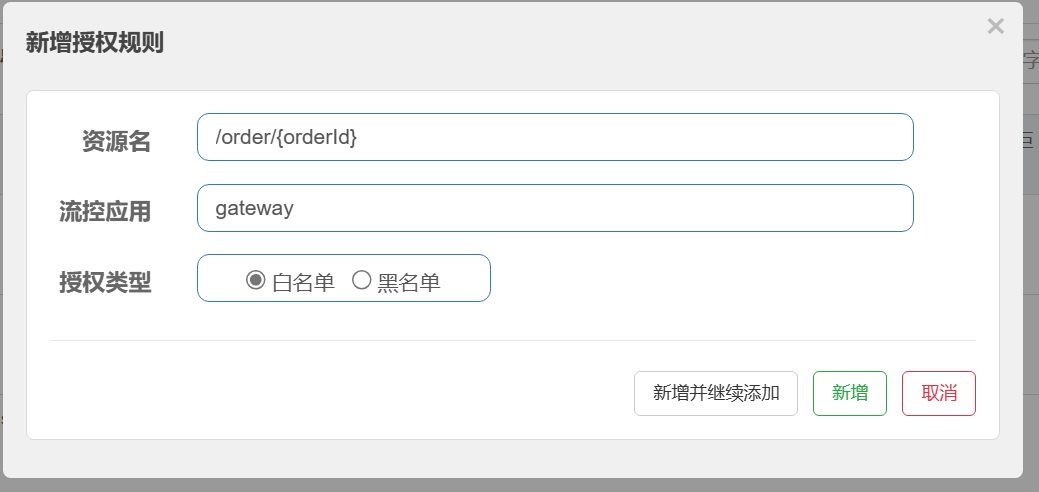 新增授权规则
×
资源名 /order/{orderId}
流控应用 gateway
授权类型 白名单 黑名单
新增并继续添加 新增 取消
字